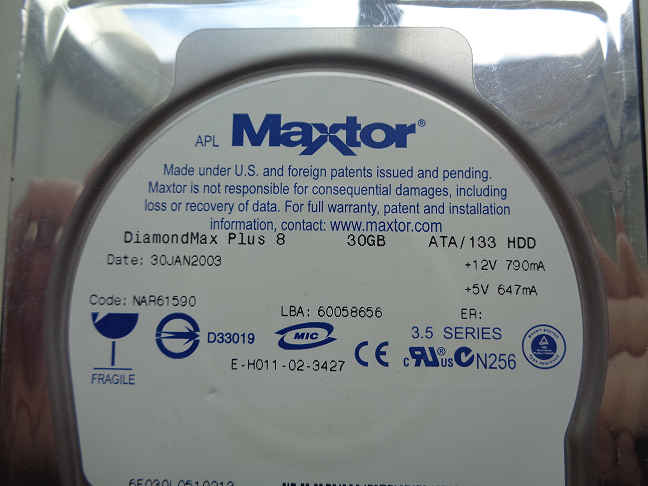 APL Maxtor®
Made under U.S. and foreign patents issued and pending.
Maxtor is not responsible for consequential damages, including
loss or recovery of data. For full warranty, patent and installation
information, contact: www.maxtor.com
DiamondMax Plus 8 30GB ATA/133 HDD
Date: 30JAN2003 +12V 790mA
+5V 647mA
Code: NAR61590
LBA: 60058656 ER:
D33019 MIC 3.5 SERIES
CE c RU us N256
E-H011-02-3427
FRAGILE